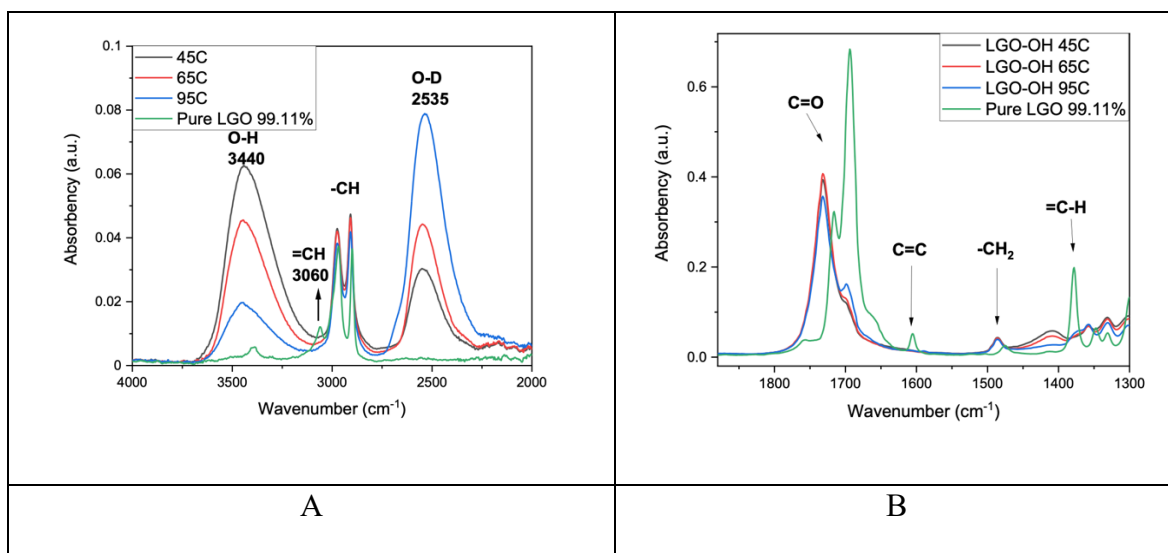 45C
65C
95C
Pure LGO 99.11%
O-H
3440
=CH
3060
-CH
O-D
2535
0.1
0.08
0.06
0.04
0.02
0
4000
3500
3000
2500
2000
Absorbency (a.u.)
Wavenumber (cm⁻¹)
LGO-OH 45C
LGO-OH 65C
LGO-OH 95C
Pure LGO 99.11%
C=O
C=C
-CH₂
=C-H
0.6
0.4
0.2
0.0
1800
1700
1600
1500
1400
1300
Absorbency (a.u.)
Wavenumber (cm⁻¹)
A
B